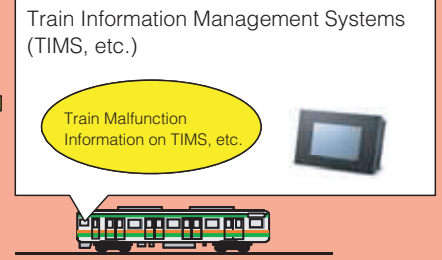 Train Information Management Systems
(TIMS, etc.)
Train Malfunction
Information on TIMS, etc.